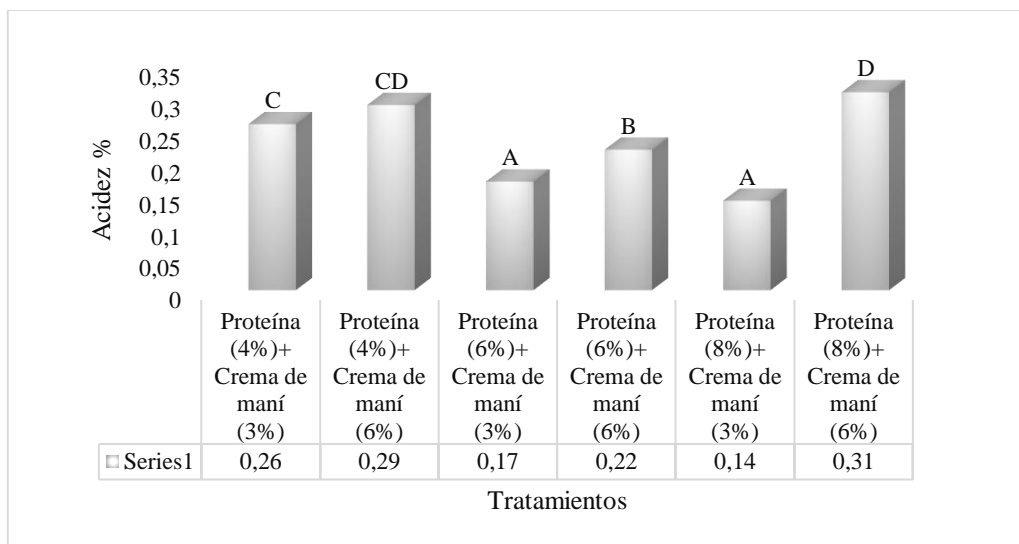 Acidez %
0,35
0,3
0,25
0,2
0,15
0,1
0,05
0
C
CD
A
B
A
D
Proteína (4%)+ Crema de maní (3%)
Proteína (4%)+ Crema de maní (6%)
Proteína (6%)+ Crema de maní (3%)
Proteína (6%)+ Crema de maní (6%)
Proteína (8%)+ Crema de maní (3%)
Proteína (8%)+ Crema de maní (6%)
Series1 0,26 0,29 0,17 0,22 0,14 0,31
Tratamientos